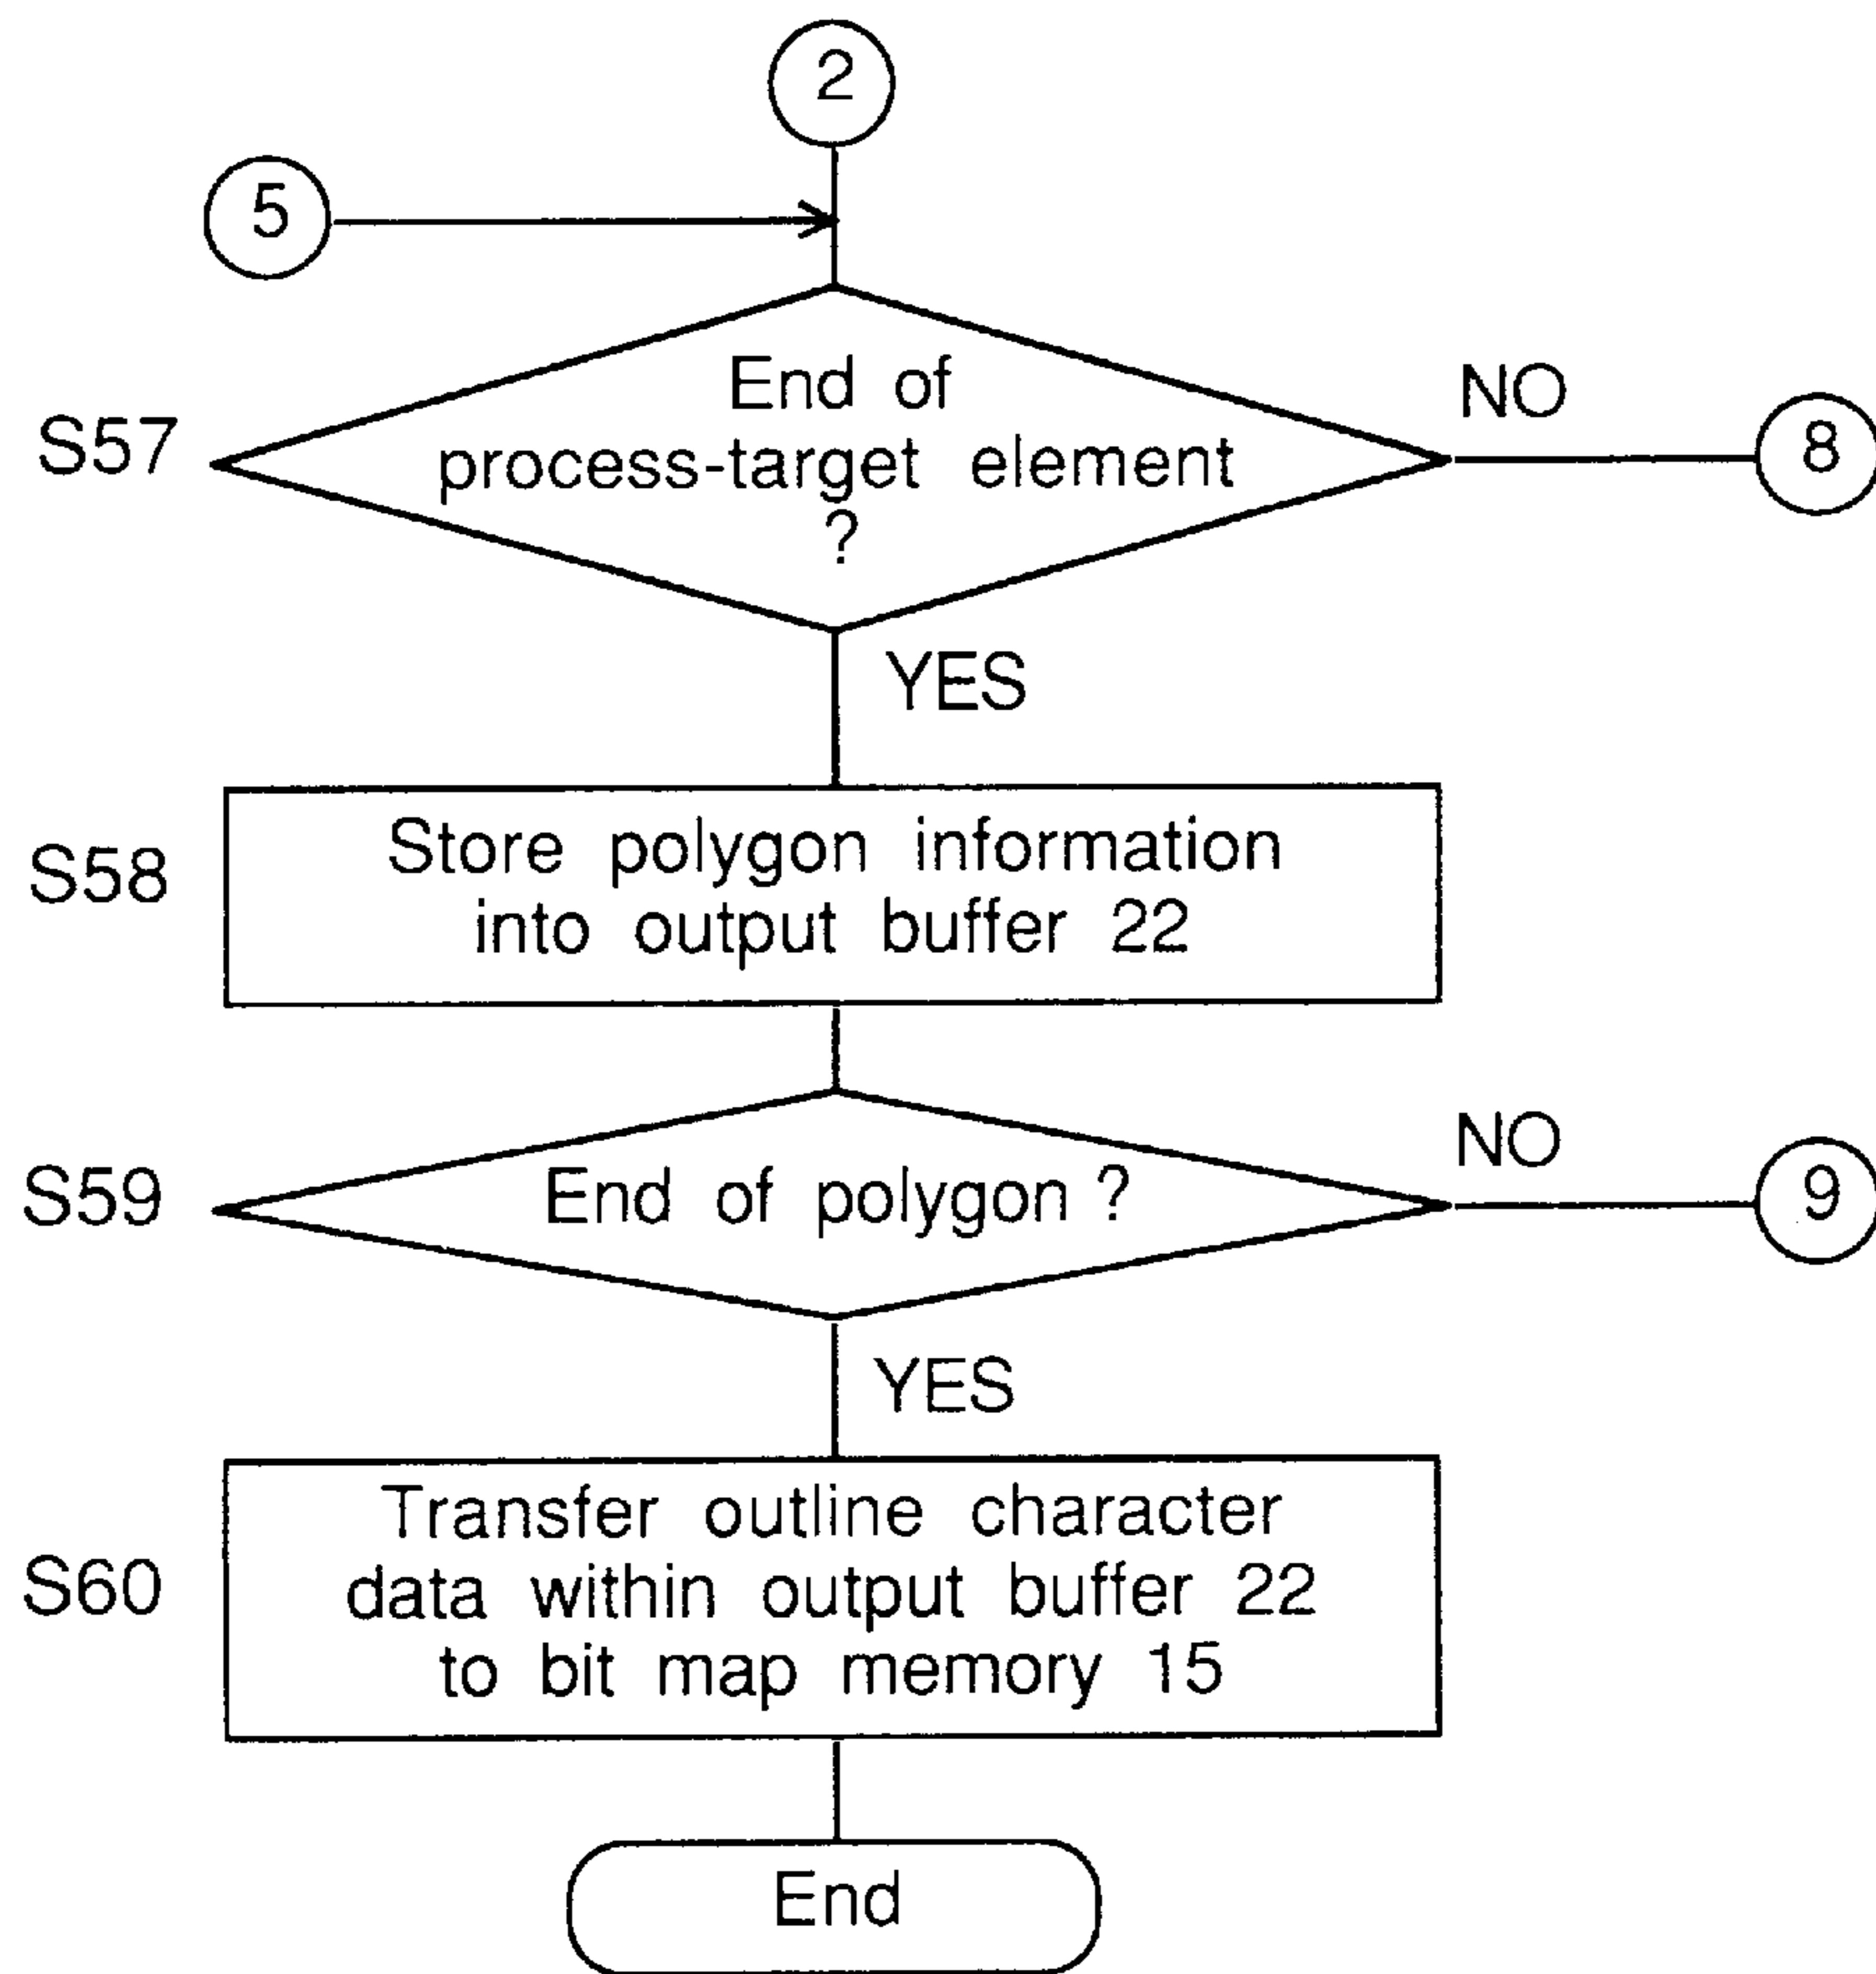 2
5
End of
process-target element
?
NO
8
S57
YES
S58
Store polygon information
into output buffer 22
S59
End of polygon ?
NO
9
YES
S60
Transfer outline character
data within output buffer 22
to bit map memory 15
End